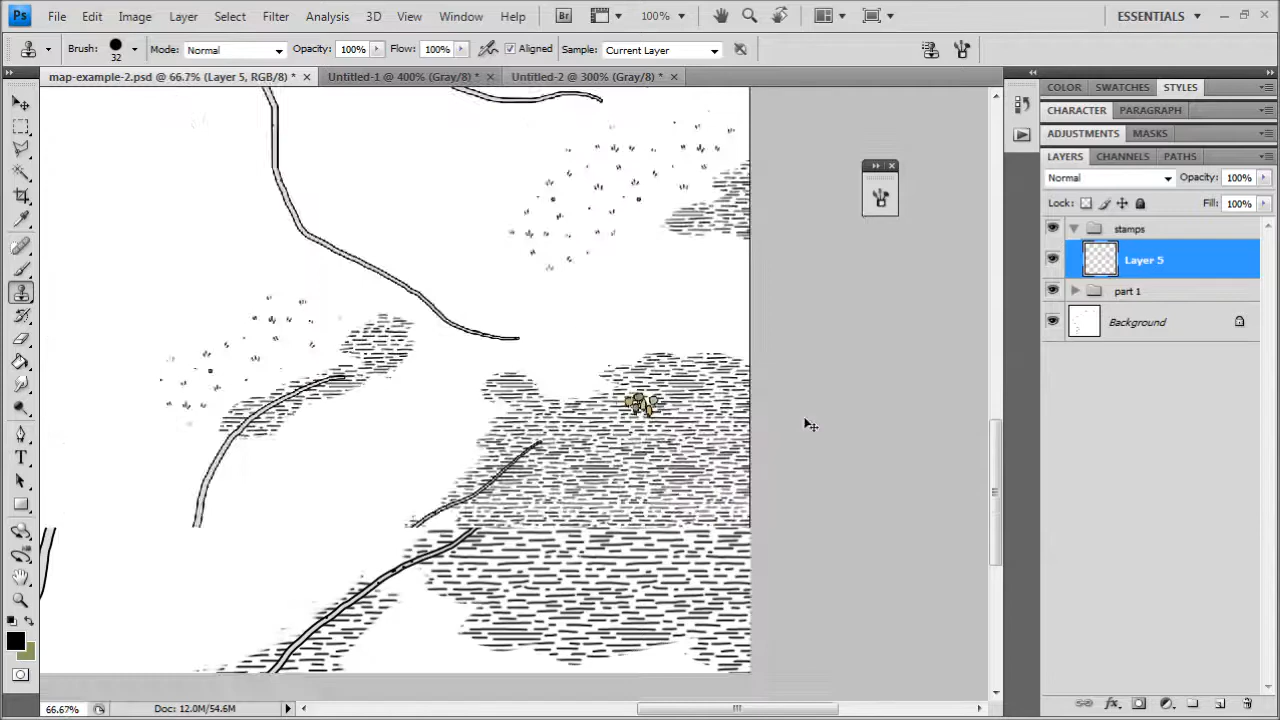 Ps File Edit Image Layer Select Filter Analysis 3D View Window Help Br 100% ESSENTIALS
Brush: 32 Mode: Normal Opacity: 100% Flow: 100% Aligned Sample: Current Layer
map-example-2.psd @ 66.7% (Layer 5, RGB/8) * Untitled-1 @ 400% (Gray/8) * Untitled-2 @ 300% (Gray/8) *
COLOR SWATCHES STYLES
CHARACTER PARAGRAPH
ADJUSTMENTS MASKS
LAYERS CHANNELS PATHS
Normal Opacity: 100%
Lock: Fill: 100%
stamps
Layer 5
part 1
Background
66.67% Doc: 12.0M/54.6M